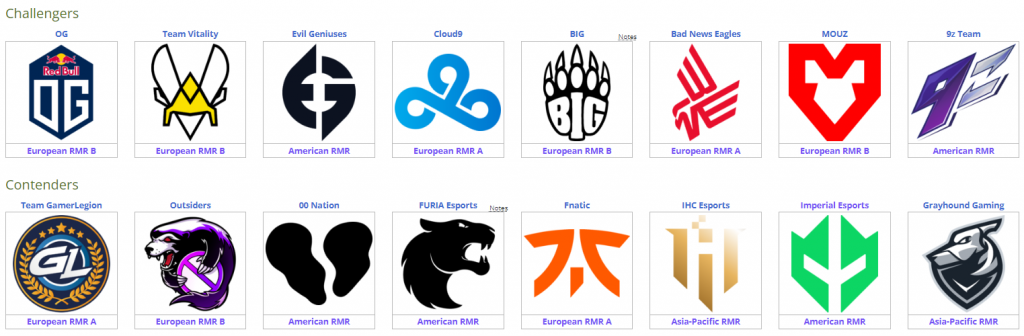 Challengers
OG
Team Vitality
Evil Geniuses
Cloud9
BIG
Notes
Bad News Eagles
MOUZ
9z Team
Red Bull
OG
BIG
9z
European RMR B
European RMR B
American RMR
European RMR A
European RMR B
European RMR A
European RMR B
American RMR
Contenders
Team GamerLegion
Outsiders
00 Nation
FURIA Esports
Notes
Fnatic
IHC Esports
Imperial Esports
Grayhound Gaming
GL
European RMR A
European RMR B
American RMR
American RMR
European RMR A
Asia-Pacific RMR
American RMR
Asia-Pacific RMR